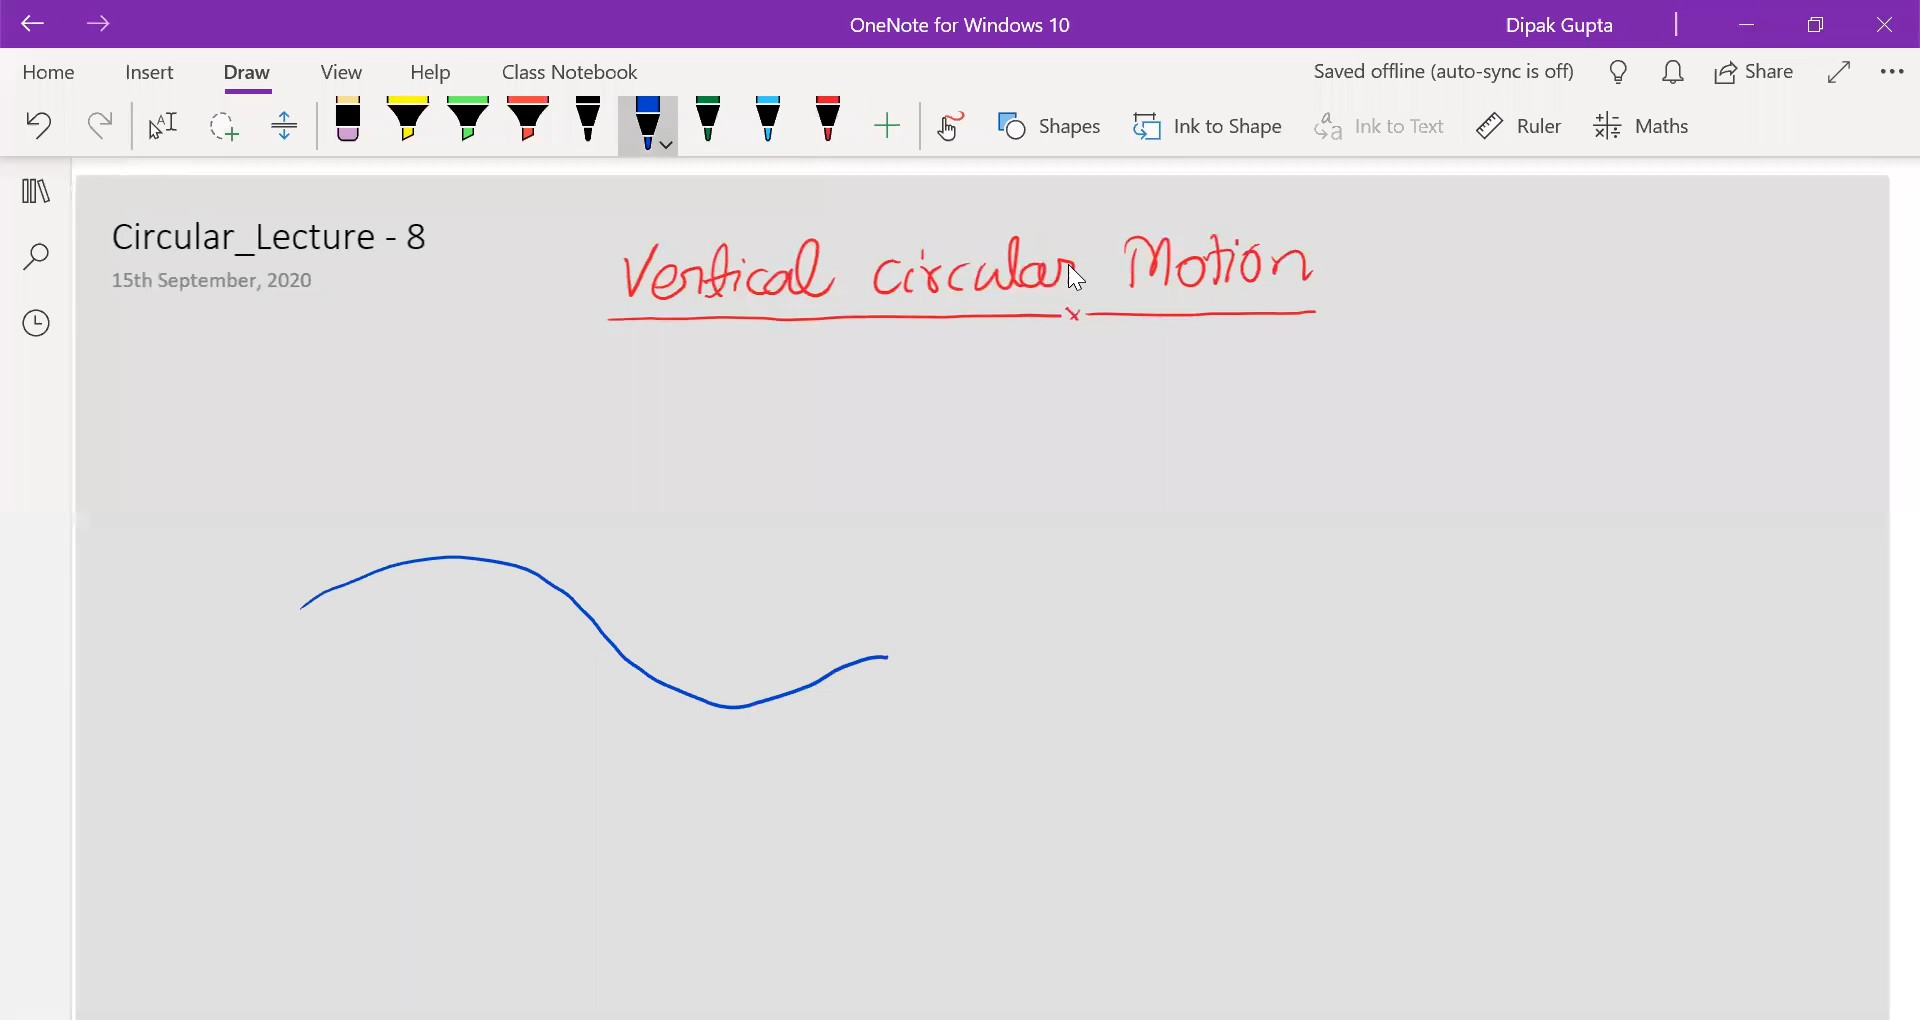 OneNote for Windows 10
Dipak Gupta
Home Insert Draw View Help Class Notebook
Saved offline (auto-sync is off) Share
Shapes Ink to Shape Ink to Text Ruler Maths
Circular_Lecture - 8
15th September, 2020
Vertical circular Motion